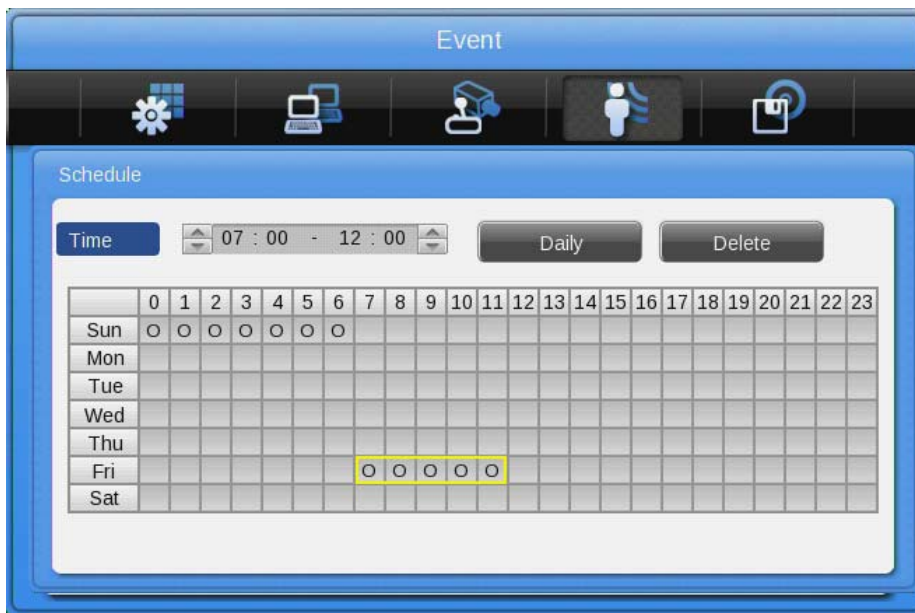 Event
Schedule
Time 07 : 00 - 12 : 00 Daily Delete
0 1 2 3 4 5 6 7 8 9 10 11 12 13 14 15 16 17 18 19 20 21 22 23
Sun O O O O O O O
Mon
Tue
Wed
Thu
Fri O O O O O
Sat